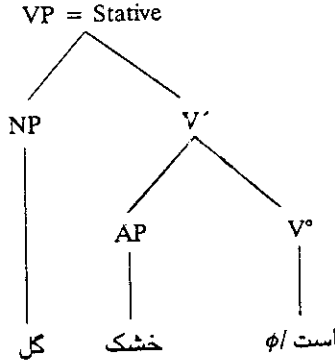 VP = Stative
NP V´
AP V°
گل خشک است /ϕ